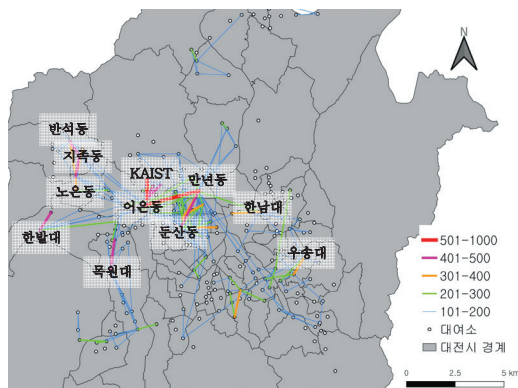 N
반석동
지족동
KAIST
만년동
노은동
어은동
한남대
한밭대
둔산동
우송대
목원대
501-1000
401-500
301-400
201-300
101-200
대여소
대전시 경계
0 2.5 5 km